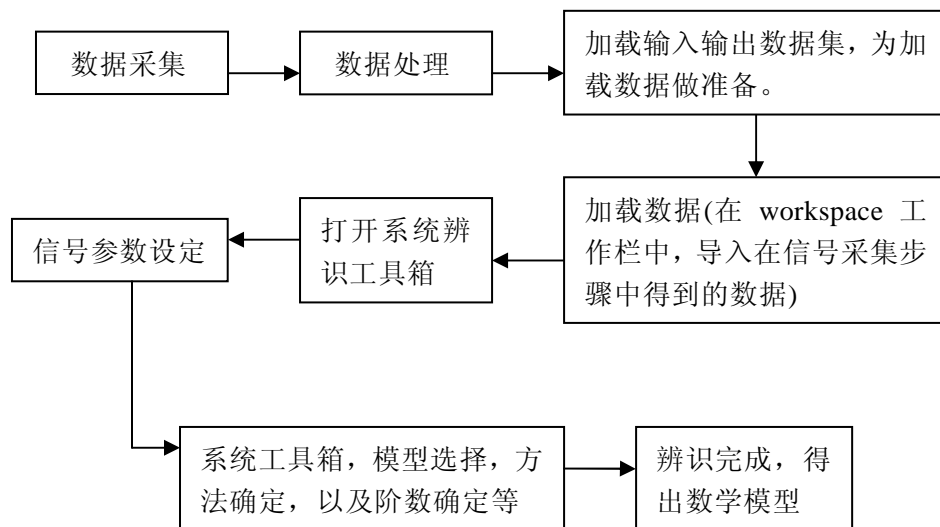 数据采集
数据处理
加载输入输出数据集，为加
载数据做准备。
加载数据(在 workspace 工
作栏中，导入在信号采集步
骤中得到的数据)
打开系统辨
识工具箱
信号参数设定
系统工具箱，模型选择，方
法确定，以及阶数确定等
辨识完成，得
出数学模型